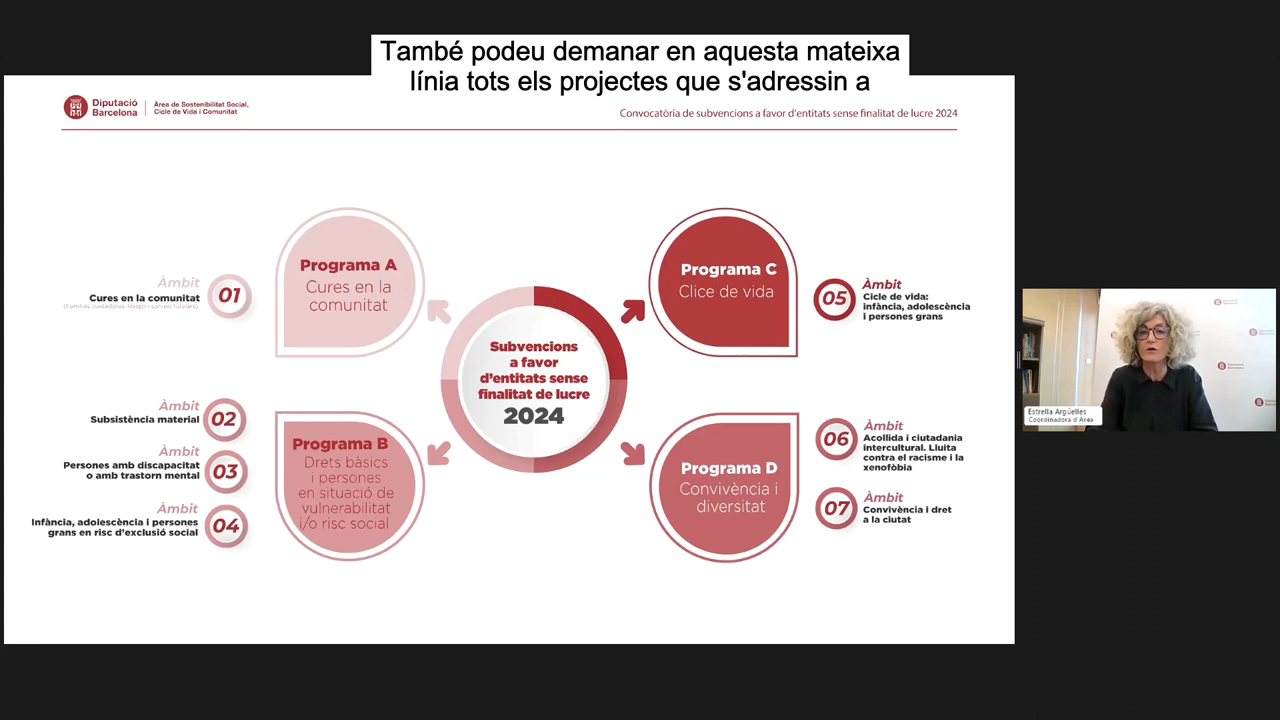 També podeu demanar en aquesta mateixa
línia tots els projectes que s'adressin a
Diputació
Barcelona
Àrea de Sostenibilitat Social,
Cicle de Vida i Comunitat
Convocatòria de subvencions a favor d'entitats sense finalitat de lucre 2024
Àmbit
01
Cures en la comunitat
Programa A
Cures en la
comunitat
Àmbit
02
Subsistència material
Àmbit
03
Persones amb discapacitat
o amb trastorn mental
Àmbit
04
Infància, adolescència i persones
grans en risc d'exclusió social
Programa B
Drets bàsics
i persones
en situació de
vulnerabilitat
i/o risc social
Subvencions
a favor
d'entitats sense
finalitat de lucre
2024
Programa C
Clice de vida
05
Àmbit
Cicle de vida:
infància, adolescència
i persones grans
Programa D
Convivència i
diversitat
06
Àmbit
Acollida i ciutadania
intercultural. Lluita
contra el racisme i la
xenofòbia
07
Àmbit
Convivència i dret
a la ciutat
Estrella Argüelles
Coordinadora d'Àrea